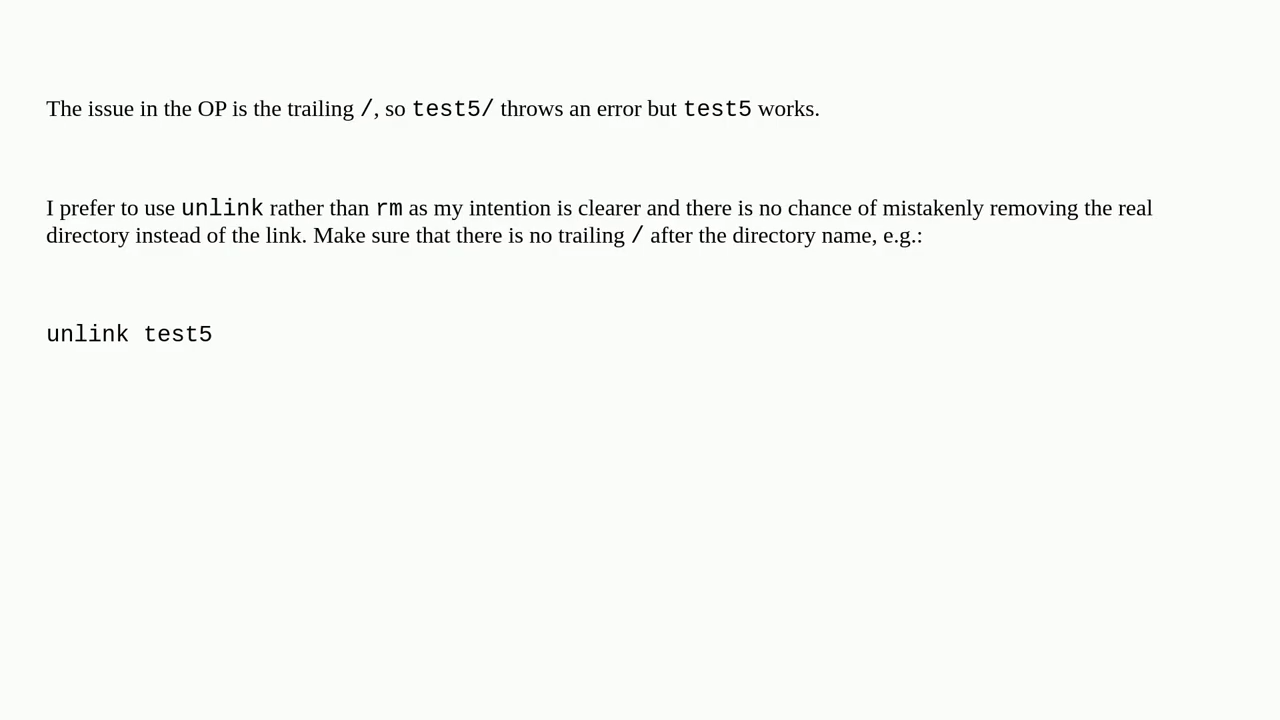 The issue in the OP is the trailing /, so test5/ throws an error but test5 works.
I prefer to use unlink rather than rm as my intention is clearer and there is no chance of mistakenly removing the real
directory instead of the link. Make sure that there is no trailing / after the directory name, e.g.:
unlink test5